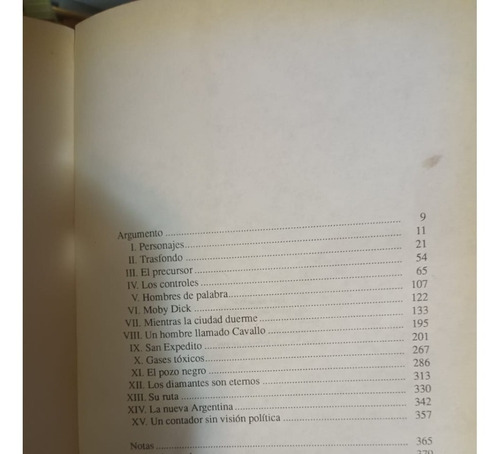 Argumento ........ 9
I. Personajes ........ 11
II. Trasfondo ........ 21
III. El precursor ........ 54
IV. Los controles ........ 65
V. Hombres de palabra ........ 107
VI. Moby Dick ........ 122
VII. Mientras la ciudad duerme ........ 133
VIII. Un hombre llamado Cavallo ........ 195
IX. San Expedito ........ 201
X. Gases tóxicos ........ 267
XI. El pozo negro ........ 286
XII. Los diamantes son eternos ........ 313
XIII. Su ruta ........ 330
XIV. La nueva Argentina ........ 342
XV. Un contador sin visión política ........ 357
Notas ........ 365